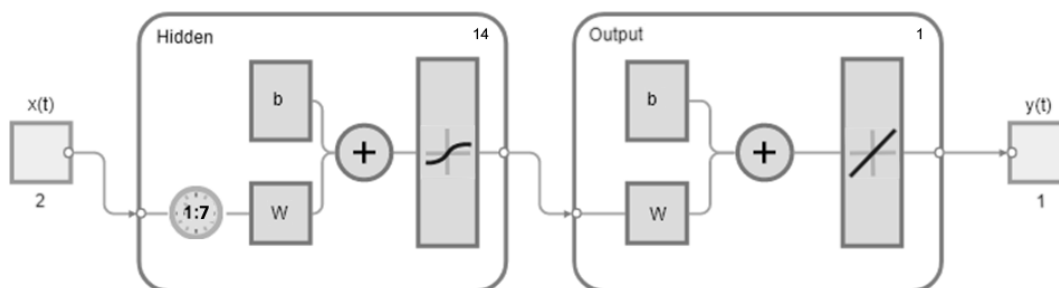 Hidden 14
Output 1
x(t)
b
b
y(t)
+
+
1:7
W
W
2
1